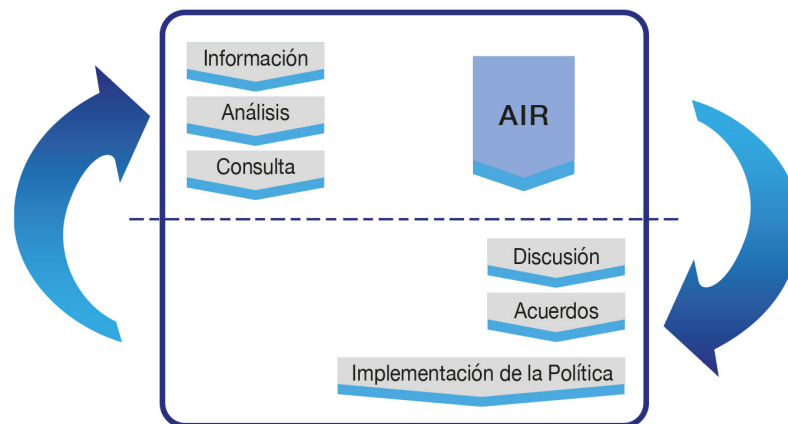 Información
Análisis
Consulta
AIR
Discusión
Acuerdos
Implementación de la Política